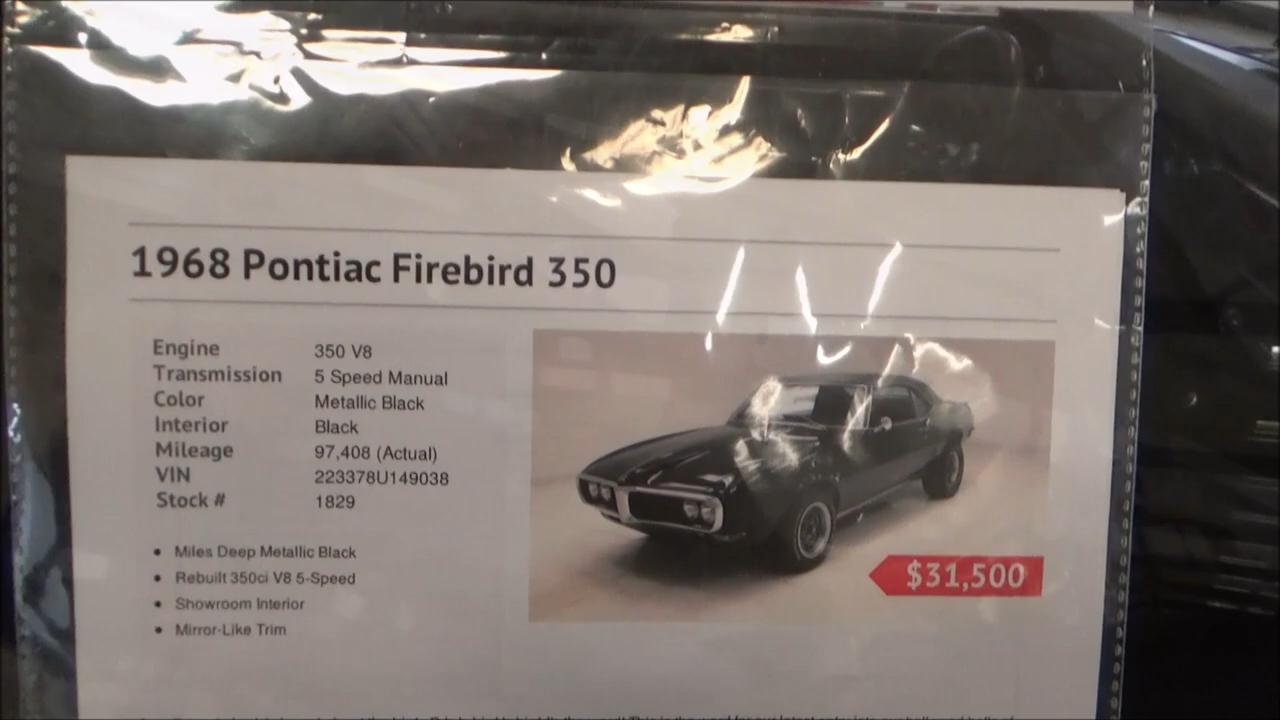 1968 Pontiac Firebird 350
Engine 350 V8
Transmission 5 Speed Manual
Color Metallic Black
Interior Black
Mileage 97,408 (Actual)
VIN 223378U149038
Stock # 1829
• Miles Deep Metallic Black
• Rebuilt 350ci V8 5-Speed
• Showroom Interior
• Mirror-Like Trim
$31,500